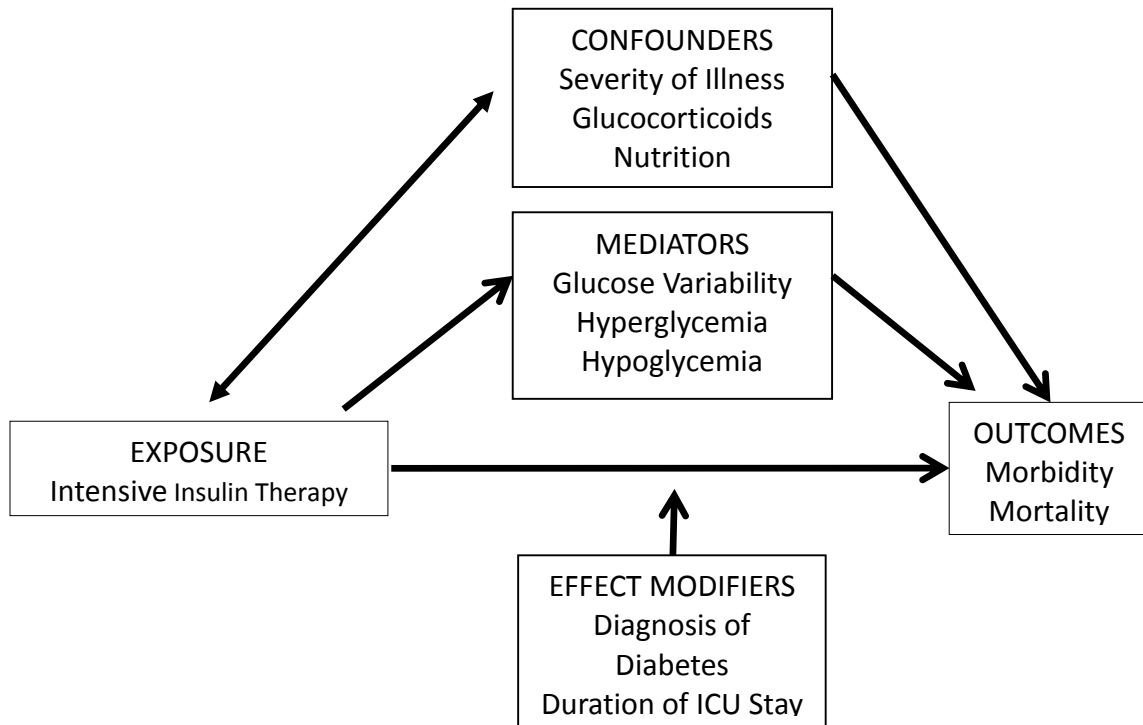 CONFOUNDERS
Severity of Illness
Glucocorticoids
Nutrition
MEDIATORS
Glucose Variability
Hyperglycemia
Hypoglycemia
EXPOSURE
Intensive Insulin Therapy
OUTCOMES
Morbidity
Mortality
EFFECT MODIFIERS
Diagnosis of
Diabetes
Duration of ICU Stay